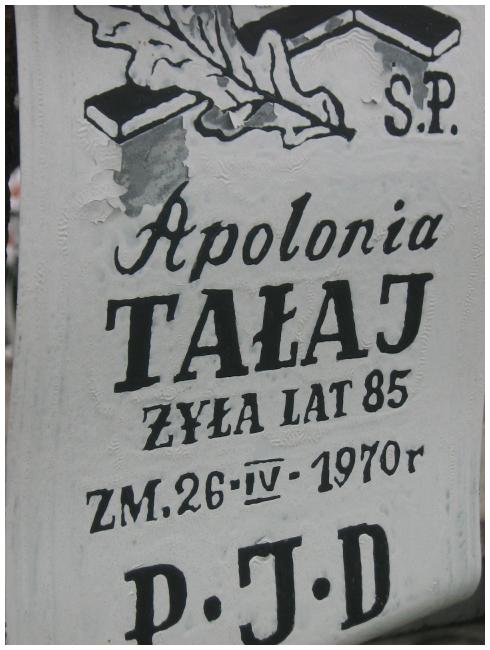 S.P.
Apolonia
TAŁAJ
ŻYŁA LAT 85
ZM. 26·IV·1970r
P·J·D